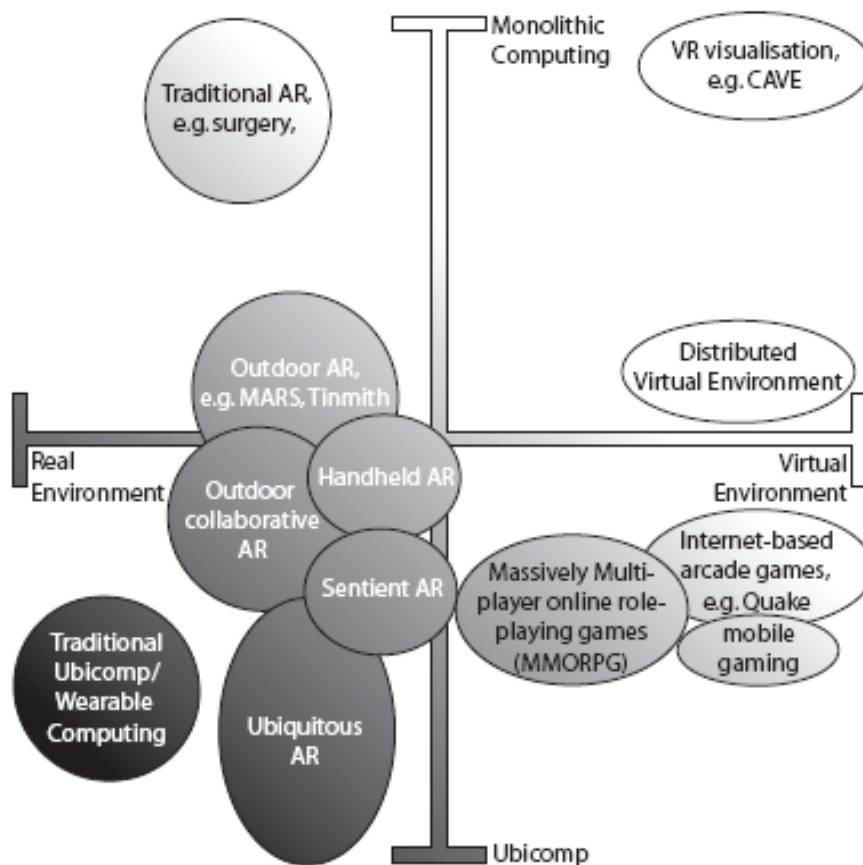 Monolithic
Computing
VR visualisation,
e.g. CAVE
Traditional AR,
e.g. surgery,
Distributed
Virtual Environment
Outdoor AR,
e.g. MARS, Tinmith
Real
Environment
Virtual
Environment
Handheld AR
Outdoor
collaborative
AR
Sentient AR
Massively Multi-
player online role-
playing games
(MMORPG)
Internet-based
arcade games,
e.g. Quake
mobile
gaming
Traditional
Ubicomp/
Wearable
Computing
Ubiquitous
AR
Ubicomp